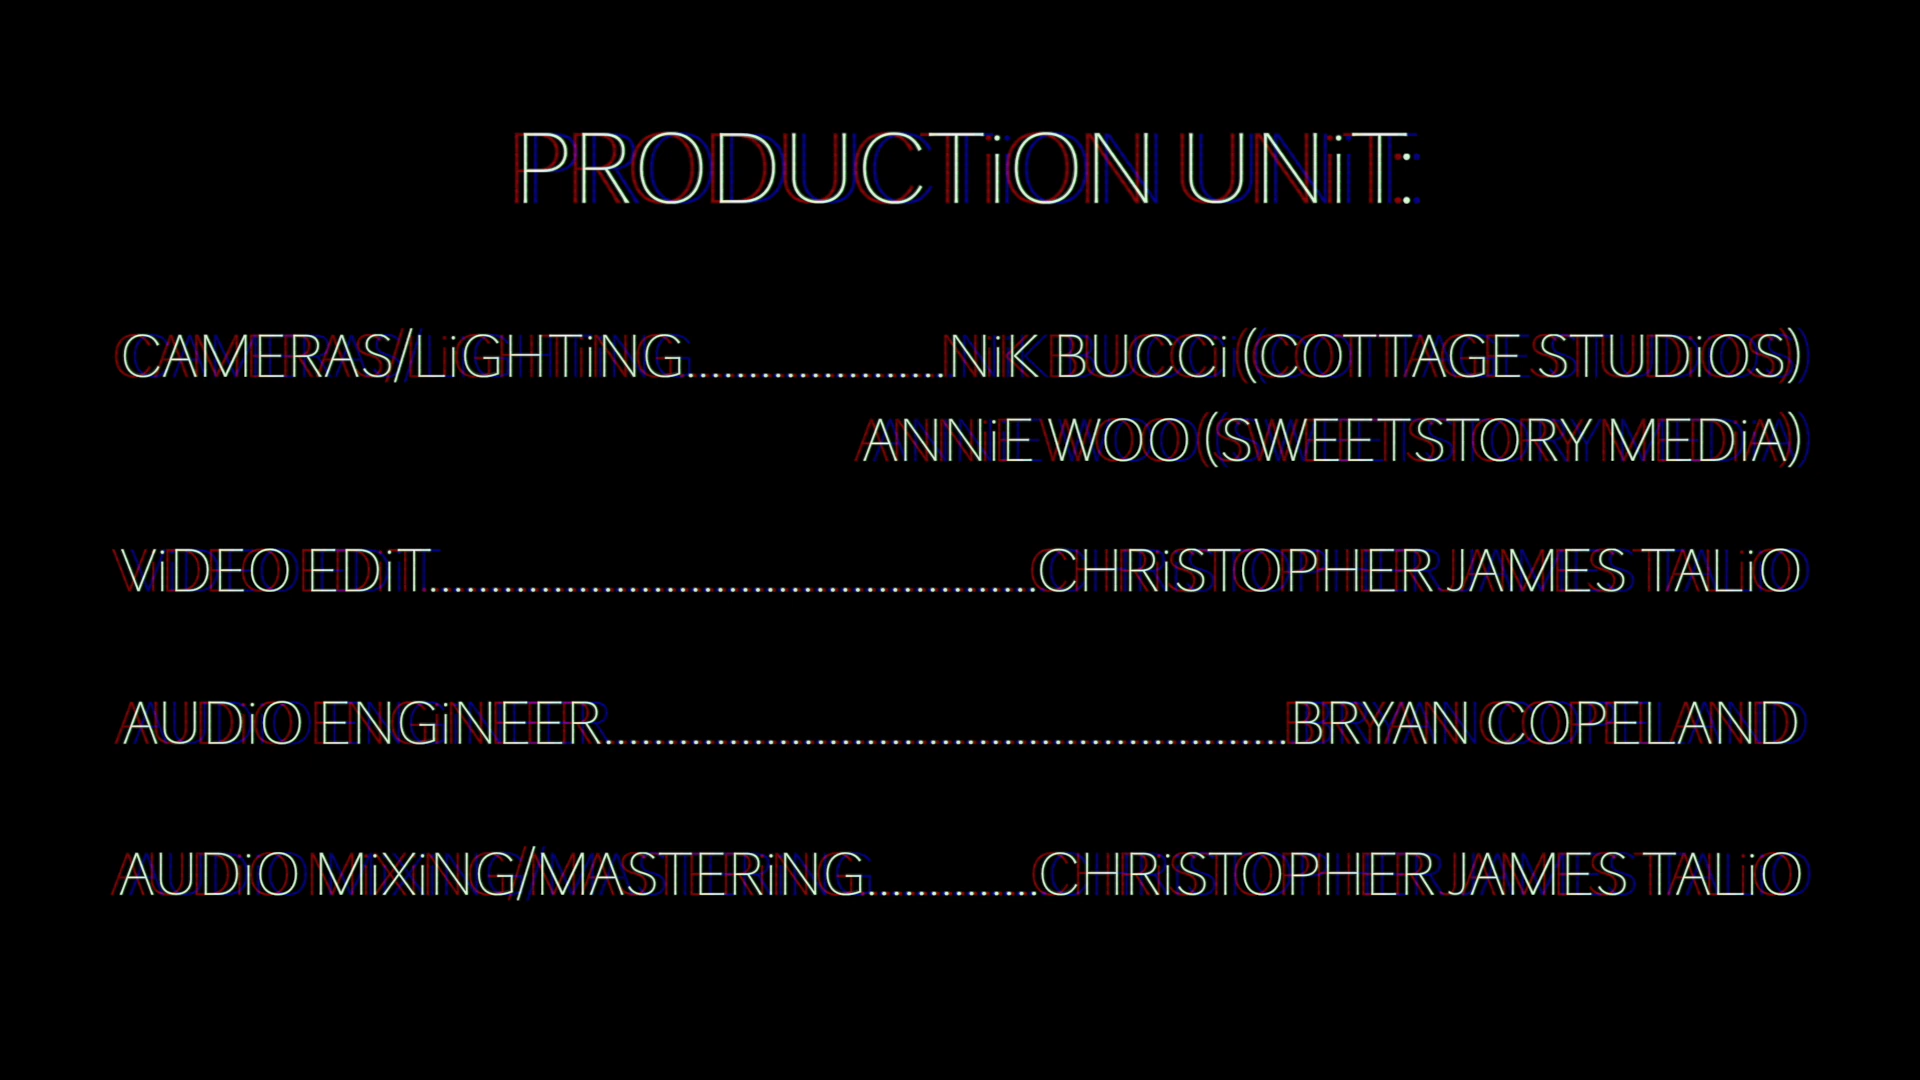 PRODUCTiON UNiT:
CAMERAS/LiGHTiNG.....................NiK BUCCi (COTTAGE STUDiOS)
ANNiE WOO (SWEETSTORY MEDiA)
ViDEO EDiT.................................................CHRiSTOPHER JAMES TALiO
AUDiO ENGiNEER.......................................................BRYAN COPELAND
AUDiO MiXiNG/MASTERiNG..............CHRiSTOPHER JAMES TALiO